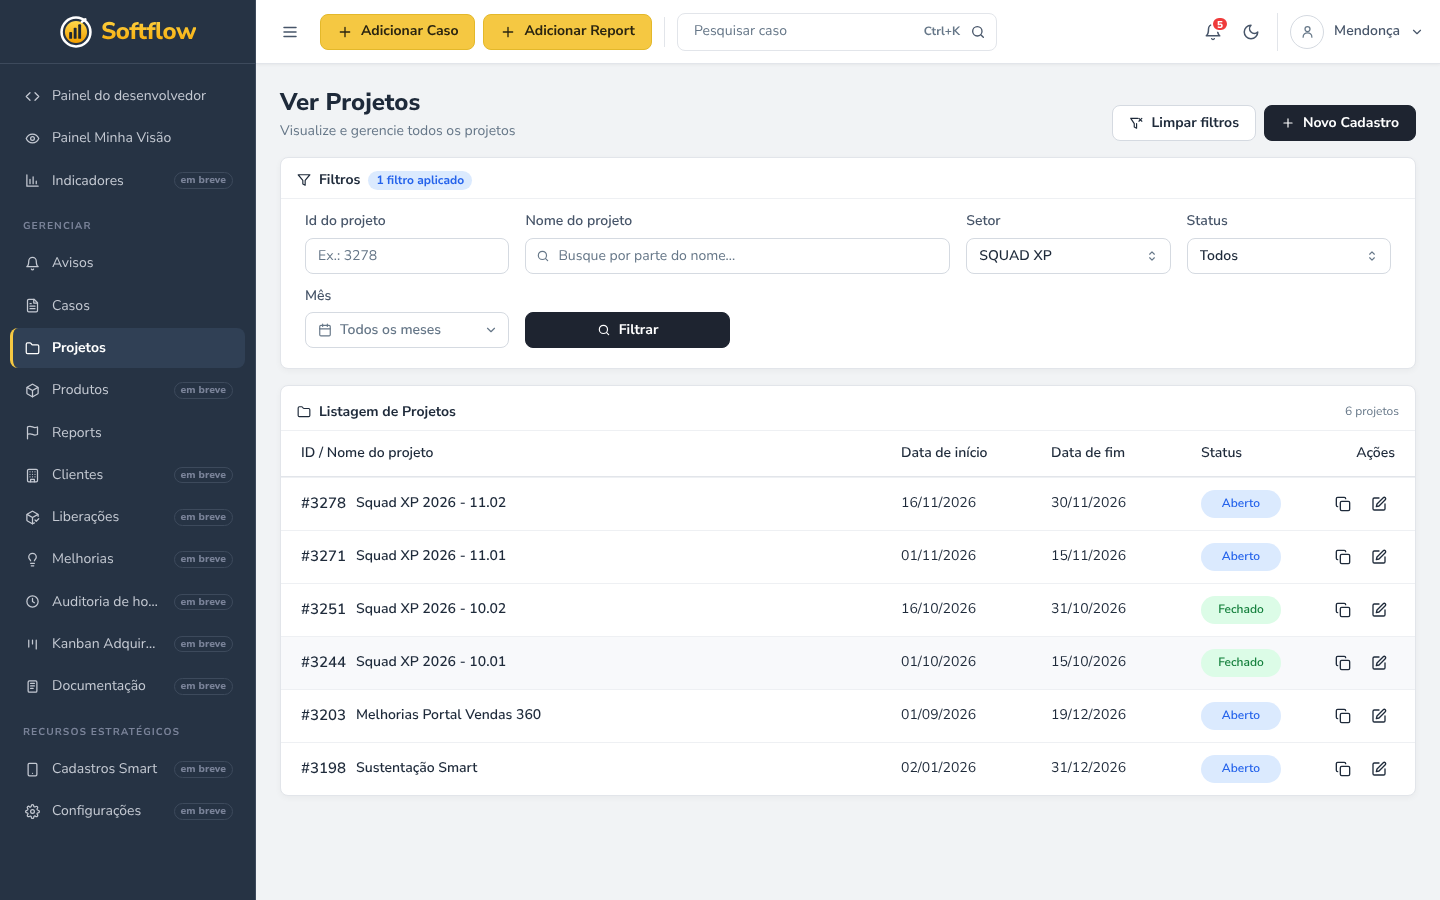 Softflow
Painel do desenvolvedor
Painel Minha Visão
Indicadores em breve
GERENCIAR
Avisos
Casos
Projetos
Produtos em breve
Reports
Clientes em breve
Liberações em breve
Melhorias em breve
Auditoria de ho... em breve
Kanban Adquir... em breve
Documentação em breve
RECURSOS ESTRATÉGICOS
Cadastros Smart em breve
Configurações em breve
Adicionar Caso Adicionar Report Pesquisar caso Ctrl+K 5 Mendonça
Ver Projetos
Visualize e gerencie todos os projetos
Limpar filtros Novo Cadastro
Filtros 1 filtro aplicado
Id do projeto Nome do projeto Setor Status
Ex.: 3278 Busque por parte do nome... SQUAD XP Todos
Mês
Todos os meses Filtrar
Listagem de Projetos 6 projetos
ID / Nome do projeto Data de início Data de fim Status Ações
#3278 Squad XP 2026 - 11.02 16/11/2026 30/11/2026 Aberto
#3271 Squad XP 2026 - 11.01 01/11/2026 15/11/2026 Aberto
#3251 Squad XP 2026 - 10.02 16/10/2026 31/10/2026 Fechado
#3244 Squad XP 2026 - 10.01 01/10/2026 15/10/2026 Fechado
#3203 Melhorias Portal Vendas 360 01/09/2026 19/12/2026 Aberto
#3198 Sustentação Smart 02/01/2026 31/12/2026 Aberto